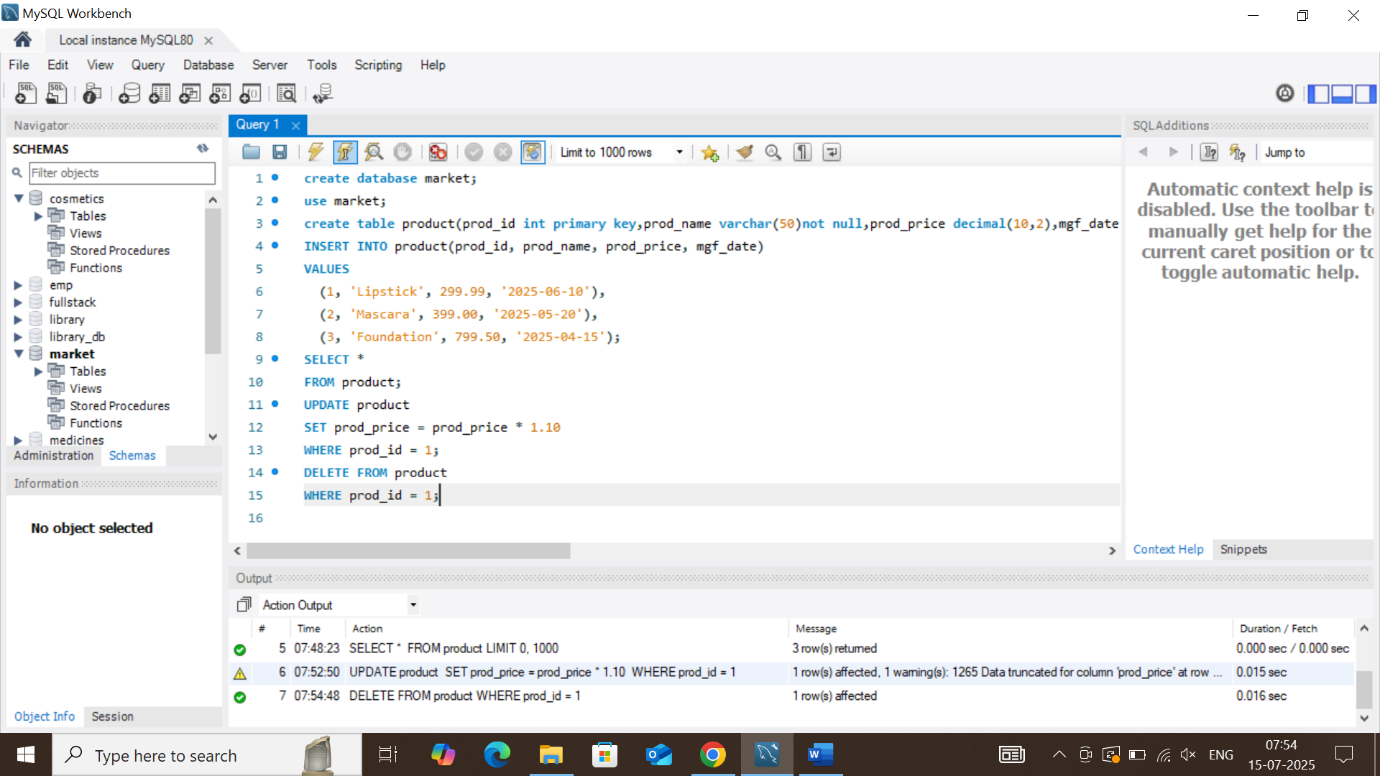 MySQL Workbench
Local instance MySQL80
File Edit View Query Database Server Tools Scripting Help
Navigator
SCHEMAS
Filter objects
cosmetics
Tables
Views
Stored Procedures
Functions
emp
fullstack
library
library_db
market
Tables
Views
Stored Procedures
Functions
medicines
Administration Schemas
Information
No object selected
Object Info Session
Query 1
Limit to 1000 rows
1 create database market;
2 use market;
3 create table product(prod_id int primary key,prod_name varchar(50)not null,prod_price decimal(10,2),mgf_date
4 INSERT INTO product(prod_id, prod_name, prod_price, mgf_date)
5 VALUES
6 (1, 'Lipstick', 299.99, '2025-06-10'),
7 (2, 'Mascara', 399.00, '2025-05-20'),
8 (3, 'Foundation', 799.50, '2025-04-15');
9 SELECT *
10 FROM product;
11 UPDATE product
12 SET prod_price = prod_price * 1.10
13 WHERE prod_id = 1;
14 DELETE FROM product
15 WHERE prod_id = 1;
16
SQLAdditions
Jump to
Automatic context help is
disabled. Use the toolbar to
manually get help for the
current caret position or to
toggle automatic help.
Context Help Snippets
Output
Action Output
# Time Action Message Duration / Fetch
5 07:48:23 SELECT * FROM product LIMIT 0, 1000 3 row(s) returned 0.000 sec / 0.000 sec
6 07:52:50 UPDATE product SET prod_price = prod_price * 1.10 WHERE prod_id = 1 1 row(s) affected, 1 warning(s): 1265 Data truncated for column 'prod_price' at row ... 0.015 sec
7 07:54:48 DELETE FROM product WHERE prod_id = 1 1 row(s) affected 0.016 sec
Type here to search
ENG
07:54
15-07-2025